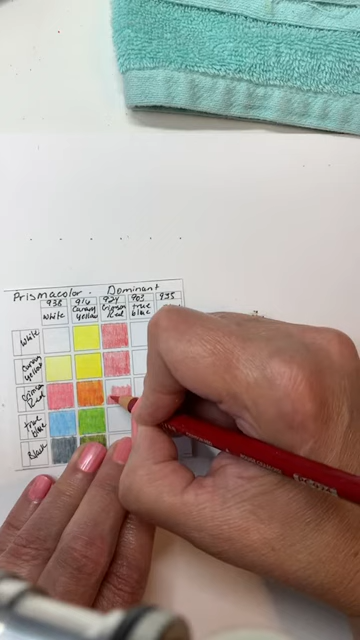 Prismacolor - Dominant
938 916 924 903 935
White Canary Yellow Crimson Red true blue
White
Canary Yellow
Crimson Red
true blue
Black